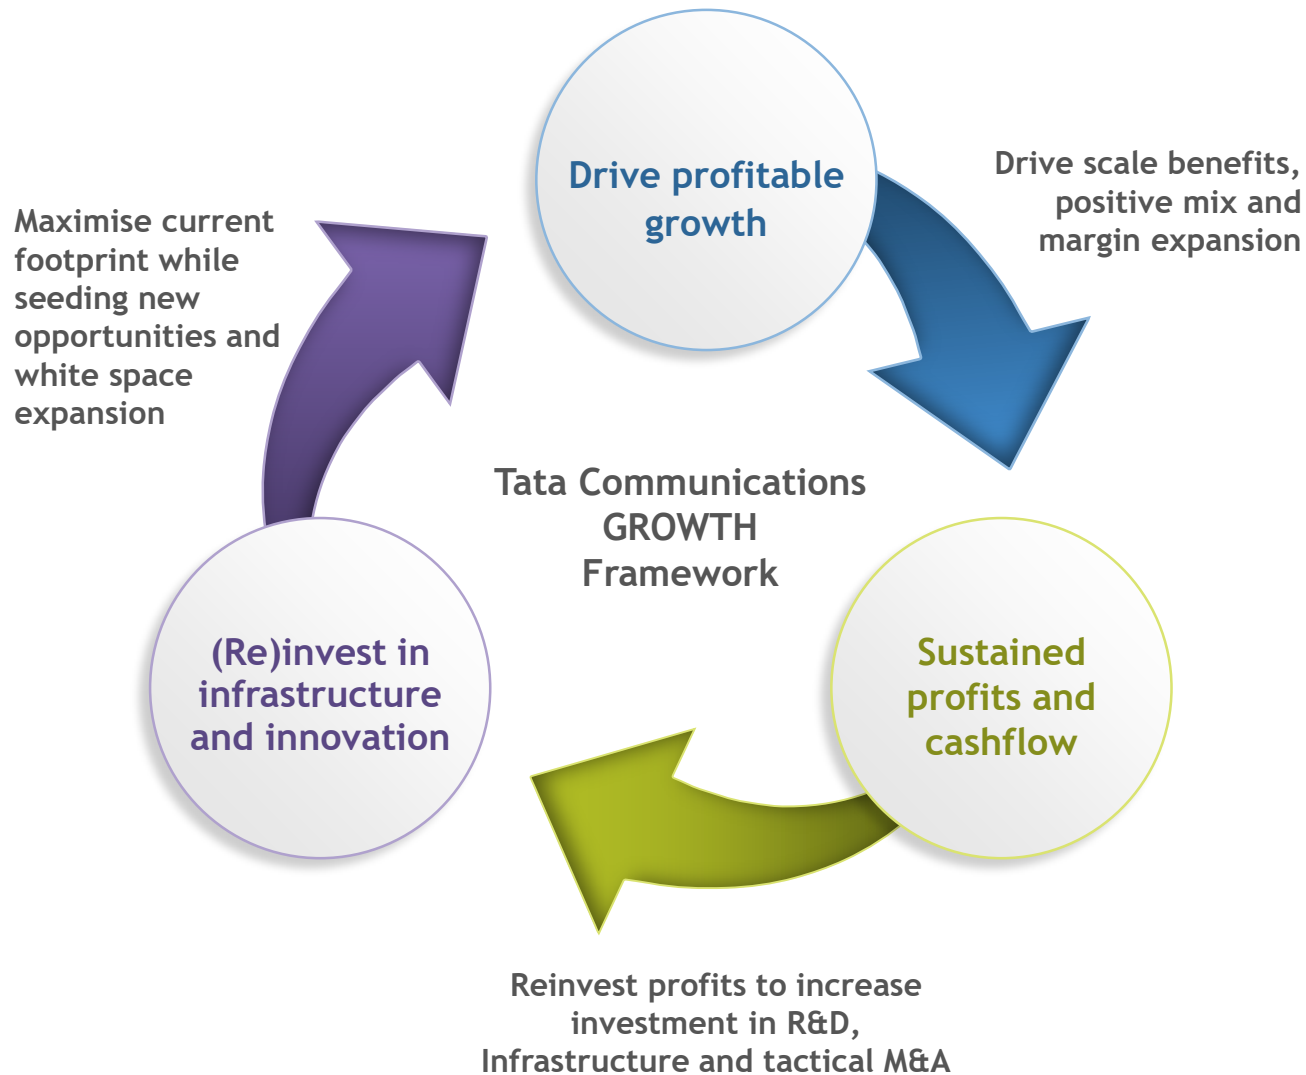 Drive profitable
growth
Drive scale benefits,
positive mix and
margin expansion
Maximise current
footprint while
seeding new
opportunities and
white space
expansion
Tata Communications
GROWTH
Framework
(Re)invest in
infrastructure
and innovation
Sustained
profits and
cashflow
Reinvest profits to increase
investment in R&D,
Infrastructure and tactical M&A